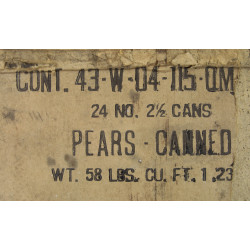 CONT. 43-W-04-115-QM
24 NO. 2½ CANS
PEARS - CANNED
WT. 58 LBS. CU. FT. 1.23